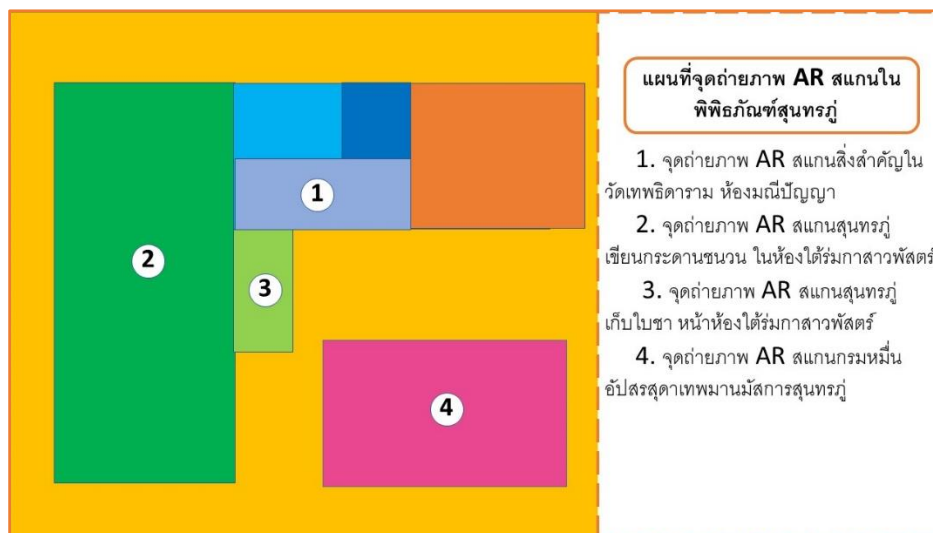 แผนที่จุดถ่ายภาพ AR สแกนใน
พิพิธภัณฑ์สุนทรภู่
1. จุดถ่ายภาพ AR สแกนสิ่งสำคัญใน
วัดเทพธิดาราม ห้องมณีปัญญา
2. จุดถ่ายภาพ AR สแกนสุนทรภู่
เขียนกระดานชนวน ในห้องใต้ร่มกาสาวพัสตร์
3. จุดถ่ายภาพ AR สแกนสุนทรภู่
เก็บใบชา หน้าห้องใต้ร่มกาสาวพัสตร์
4. จุดถ่ายภาพ AR สแกนกรมหมื่น
อัปสรสุดาเทพมานมัสการสุนทรภู่
1
2
3
4